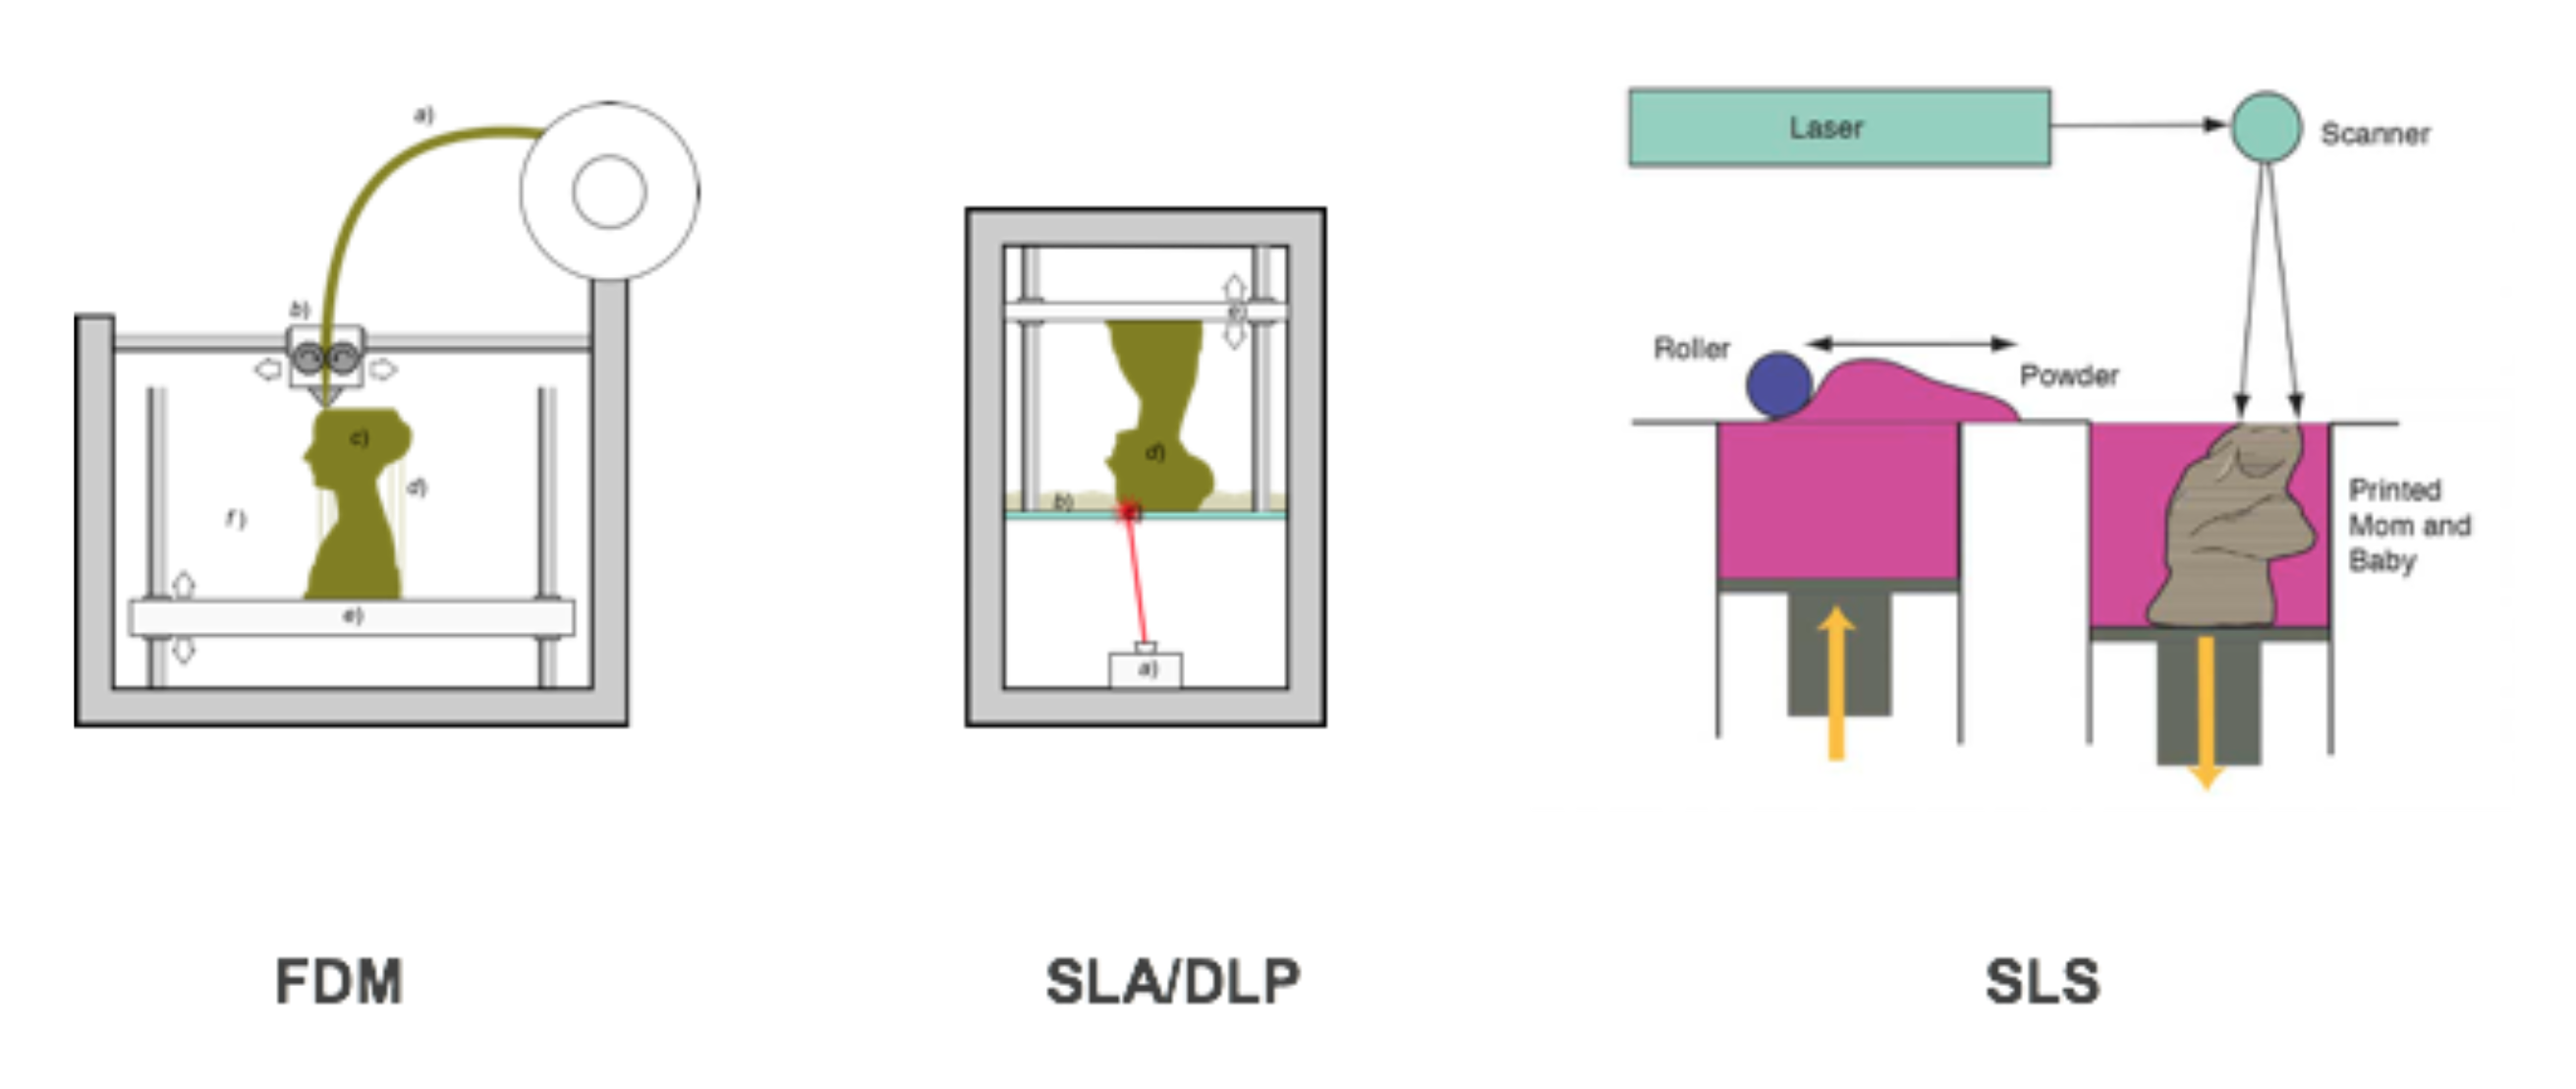 a)
b)
c)
d)
f)
e)
FDM
e)
d)
b)
a)
SLA/DLP
Laser
Scanner
Roller
Powder
Printed
Mom and
Baby
SLS